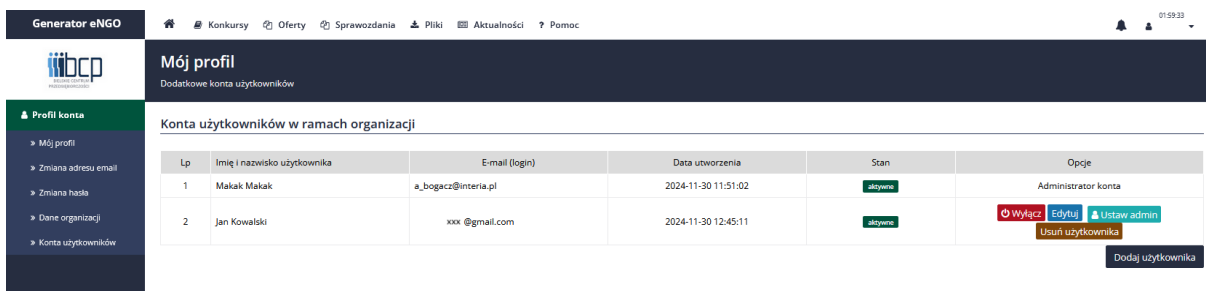 Generator eNGO
Konkursy Oferty Sprawozdania Pliki Aktualności ? Pomoc
01:59:33
bcp
BIELSKIE CENTRUM
PRZEDSIĘBIORCZOŚCI
Mój profil
Dodatkowe konta użytkowników
Profil konta
» Mój profil
» Zmiana adresu email
» Zmiana hasła
» Dane organizacji
» Konta użytkowników
Konta użytkowników w ramach organizacji
Lp Imię i nazwisko użytkownika E-mail (login) Data utworzenia Stan Opcje
1 Makak Makak a_bogacz@interia.pl 2024-11-30 11:51:02 aktywne Administrator konta
2 Jan Kowalski xxx @gmail.com 2024-11-30 12:45:11 aktywne Wyłącz Edytuj Ustaw admin
Usuń użytkownika
Dodaj użytkownika